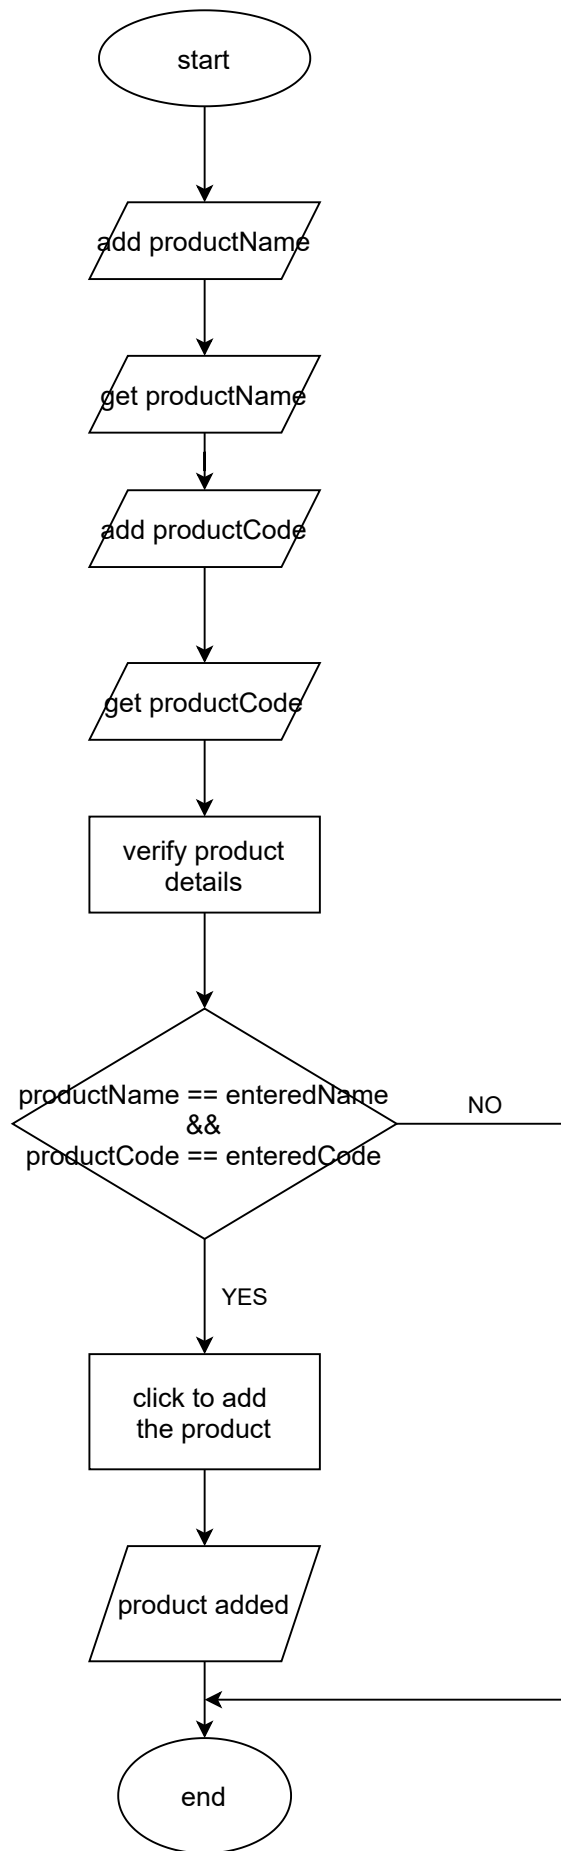 start
add productName
get productName
add productCode
get productCode
verify product
details
productName == enteredName
&&
productCode == enteredCode
NO
YES
click to add
the product
product added
end